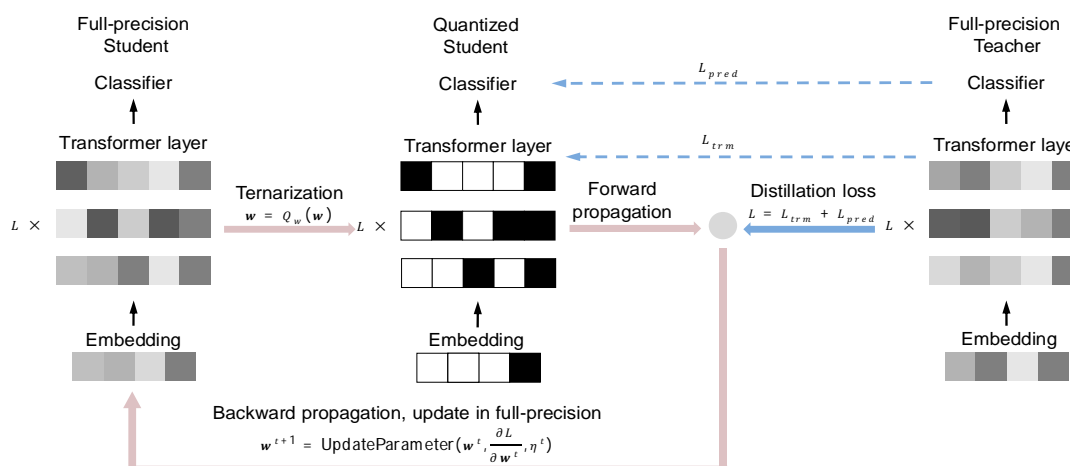 Full-precision
Student
Classifier
Transformer layer
L ×
Embedding
Ternarization
w = Q_w(w)
Quantized
Student
Classifier
Transformer layer
L ×
Embedding
Forward
propagation
L_pred
L_trm
Distillation loss
L = L_trm + L_pred
Full-precision
Teacher
Classifier
Transformer laye
L ×
Embedding
Backward propagation, update in full-precision
w^{t+1} = UpdateParameter(w^t, ∂L/∂w^t, η^t)